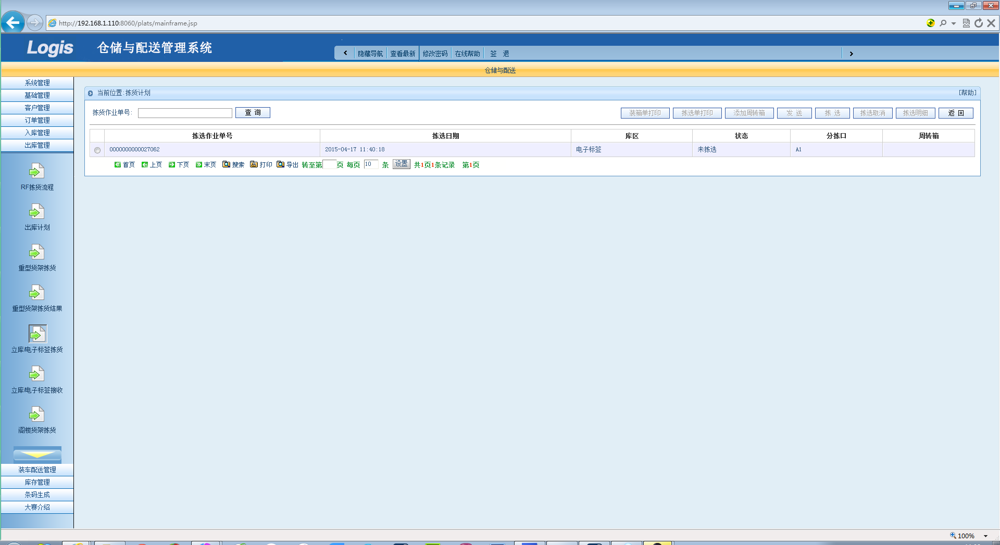 http://192.168.1.110:8060/plats/mainframe.jsp
Logis 仓储与配送管理系统
隐藏导航 查看最新 修改密码 在线帮助 签 退
仓储与配送
系统管理
基础管理
客户管理
订单管理
入库管理
出库管理
RF拣货流程
出库计划
重型货架拣货
重型货架拣货结果
立库/电子标签拣货
立库/电子标签接收
阁楼货架拣货
装车配送管理
库存管理
条码生成
大赛介绍
当前位置:拣货计划 [帮助]
拣货作业单号: 查 询 装箱单打印 拣选单打印 添加周转箱 发 送 拣 选 拣选取消 拣选明细 返 回
拣选作业单号 拣选日期 库区 状态 分拣口 周转箱
0000000000027062 2015-04-17 11:40:18 电子标签 未拣选 A1
首页 上页 下页 末页 搜索 打印 导出 转至第 页 每页 10 条 设置 共1页1条记录 第1页
100%